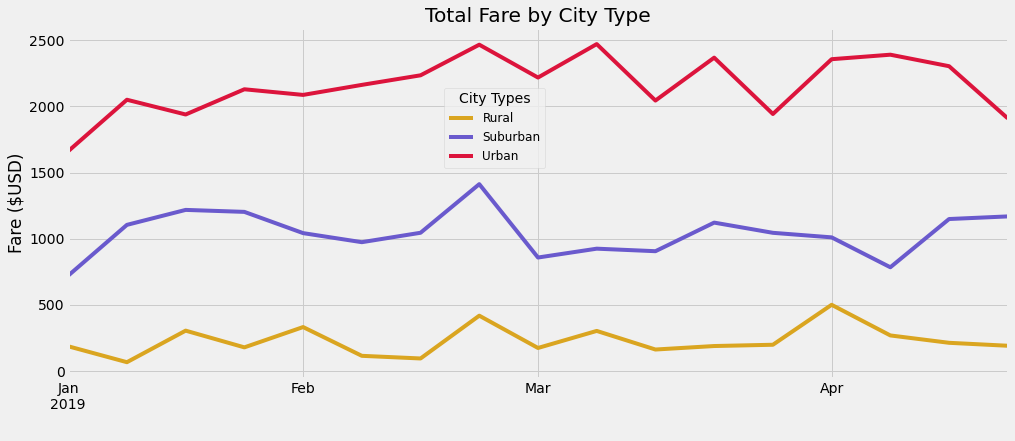 Total Fare by City Type
Fare ($USD)
2500
2000
1500
1000
500
0
City Types
Rural
Suburban
Urban
Jan
2019
Feb
Mar
Apr